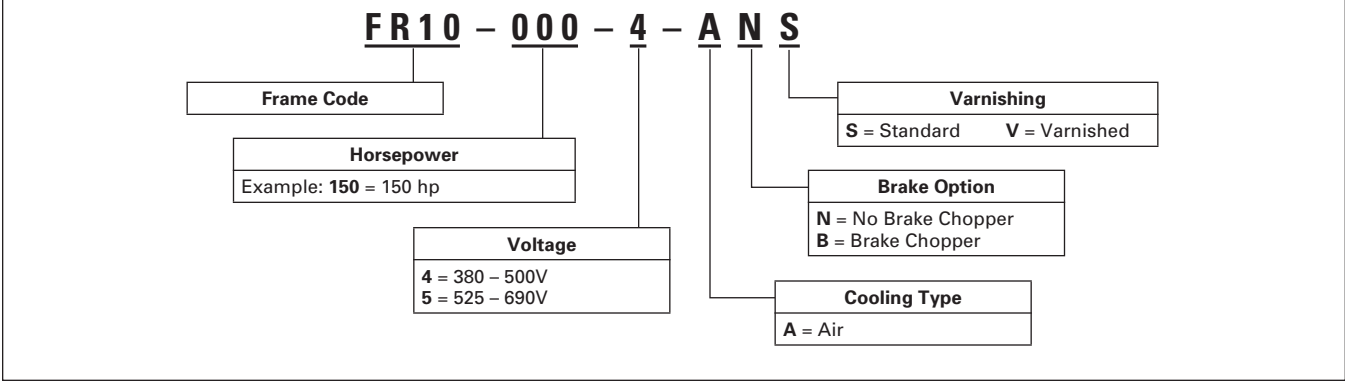 FR10 – 000 – 4 – A N S
Frame Code
Horsepower
Example: 150 = 150 hp
Voltage
4 = 380 – 500V
5 = 525 – 690V
Varnishing
S = Standard V = Varnished
Brake Option
N = No Brake Chopper
B = Brake Chopper
Cooling Type
A = Air